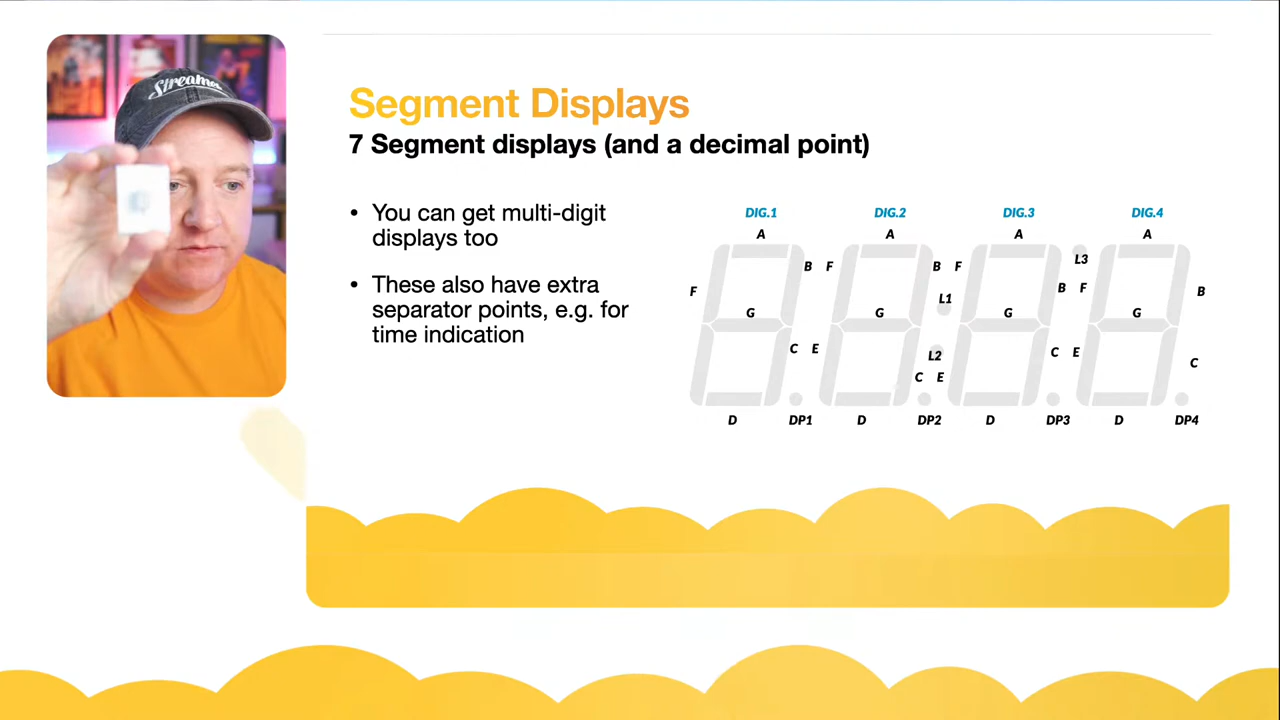 Streamer
Segment Displays
7 Segment displays (and a decimal point)
• You can get multi-digit
displays too
• These also have extra
separator points, e.g. for
time indication
DIG.1 DIG.2 DIG.3 DIG.4
A A A A
L3
B F B F
B F
F B
L1
G G G G
C E C E
L2
C
C E
D DP1 D DP2 D DP3 D DP4